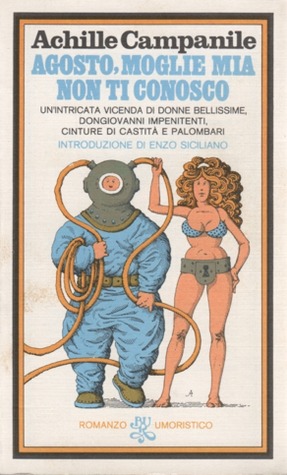 Achille Campanile
AGOSTO, MOGLIE MIA
NON TI CONOSCO
UN'INTRICATA VICENDA DI DONNE BELLISSIME,
DONGIOVANNI IMPENITENTI,
CINTURE DI CASTITÀ E PALOMBARI
INTRODUZIONE DI ENZO SICILIANO
ROMANZO BUR UMORISTICO